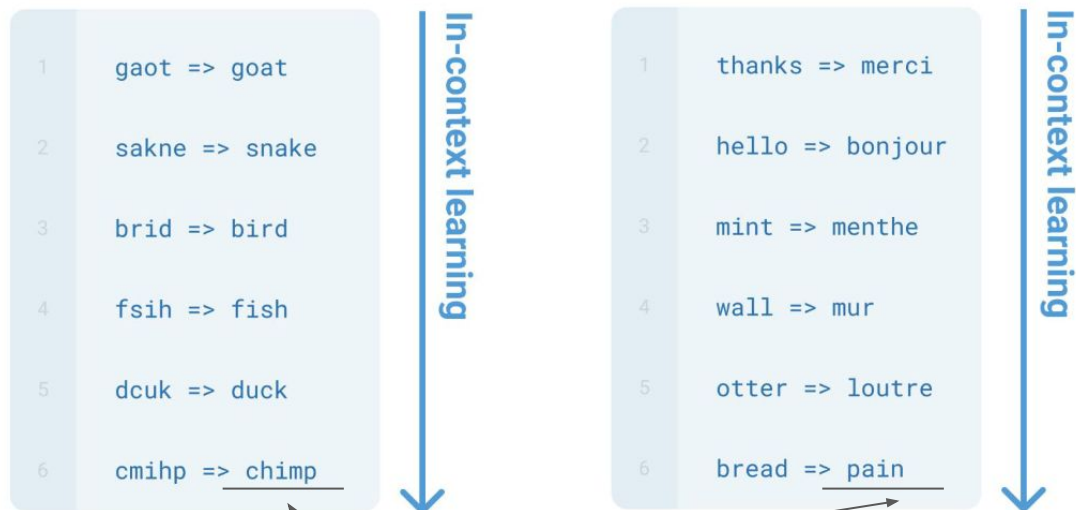 1 gaot => goat
2 sakne => snake
3 brid => bird
4 fsih => fish
5 dcuk => duck
6 cmihp => chimp
In-context learning
1 thanks => merci
2 hello => bonjour
3 mint => menthe
4 wall => mur
5 otter => loutre
6 bread => pain
In-context learning